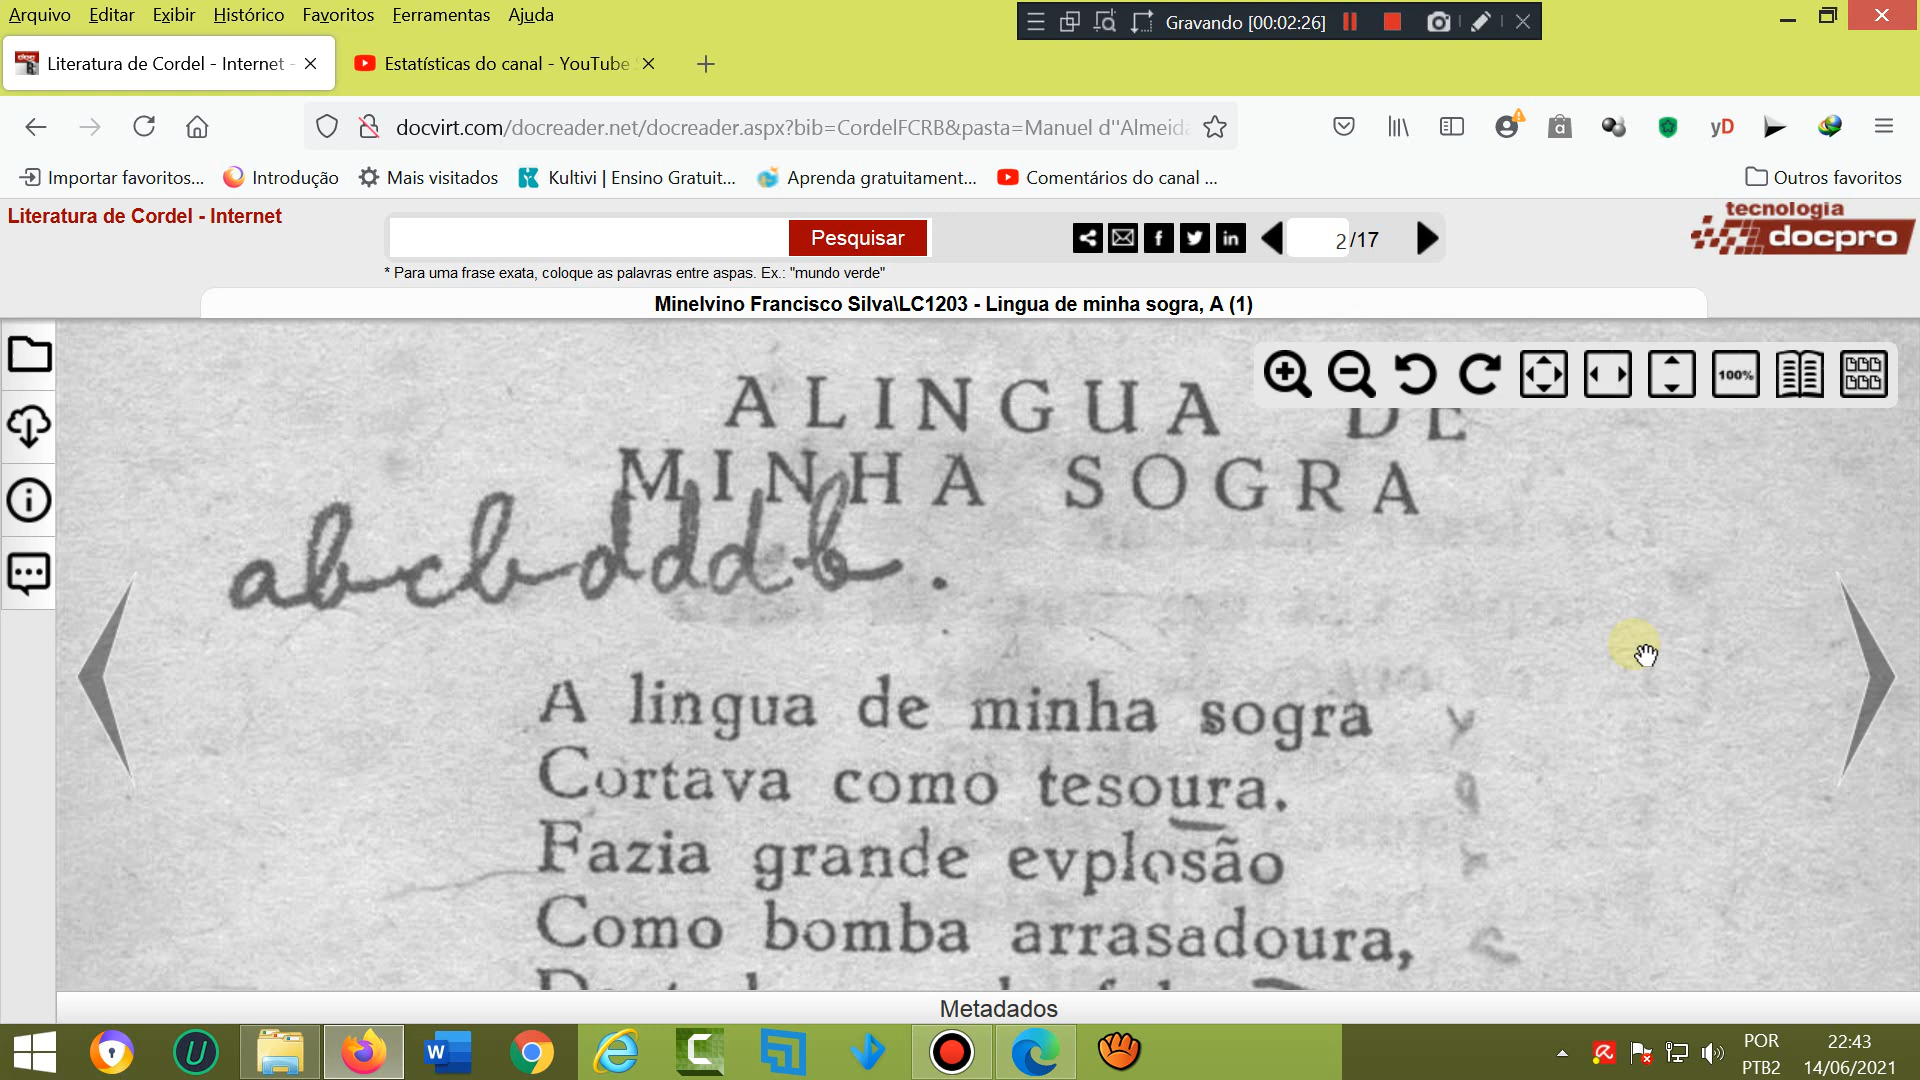 Arquivo Editar Exibir Histórico Favoritos Ferramentas Ajuda
Gravando [00:02:26]
Literatura de Cordel - Internet -
Estatísticas do canal - YouTube
docvirt.com/docreader.net/docreader.aspx?bib=CordelFCRB&pasta=Manuel d''Almeida
Importar favoritos... Introdução Mais visitados Kultivi | Ensino Gratuit... Aprenda gratuitament... Comentários do canal ... Outros favoritos
Literatura de Cordel - Internet
Pesquisar
2 /17
tecnologia
docpro
* Para uma frase exata, coloque as palavras entre aspas. Ex.: "mundo verde"
Minelvino Francisco Silva\LC1203 - Lingua de minha sogra, A (1)
100%
A LINGUA DE
MINHA SOGRA
abcbdddb.
A lingua de minha sogra
Cortava como tesoura.
Fazia grande evplosão
Como bomba arrasadoura,
Metadados
POR
PTB2
22:43
14/06/2021